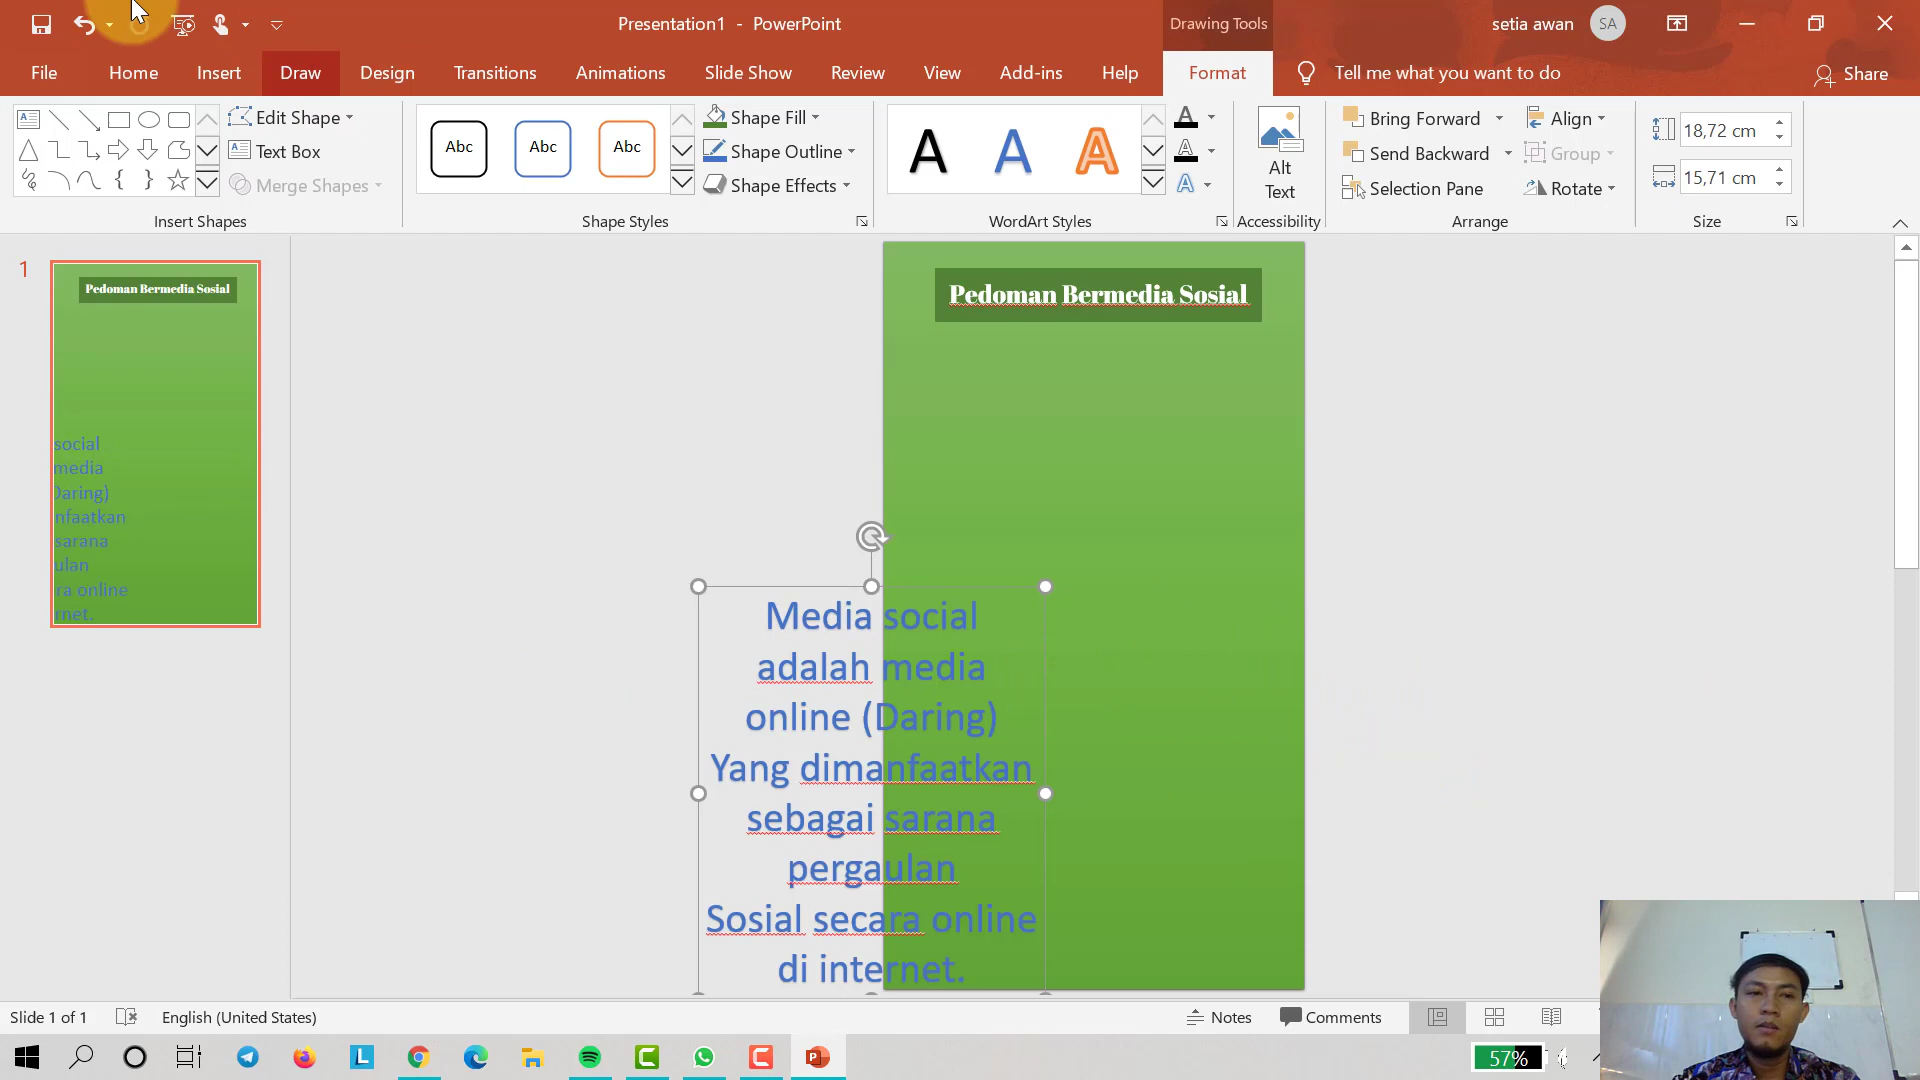 Presentation1 - PowerPoint
Drawing Tools
setia awan
SA
File
Home
Insert
Draw
Design
Transitions
Animations
Slide Show
Review
View
Add-ins
Help
Format
Tell me what you want to do
Share
Edit Shape
Text Box
Merge Shapes
Insert Shapes
Abc
Abc
Abc
Shape Fill
Shape Outline
Shape Effects
Shape Styles
A
A
A
WordArt Styles
Alt
Text
Accessibility
Bring Forward
Send Backward
Selection Pane
Align
Group
Rotate
Arrange
18,72 cm
15,71 cm
Size
1
Pedoman Bermedia Sosial
social
media
Daring)
nfaatkan
sarana
ulan
ra online
rnet.
Pedoman Bermedia Sosial
Media social
adalah media
online (Daring)
Yang dimanfaatkan
sebagai sarana
pergaulan
Sosial secara online
di internet.
Slide 1 of 1
English (United States)
Notes
Comments
57%